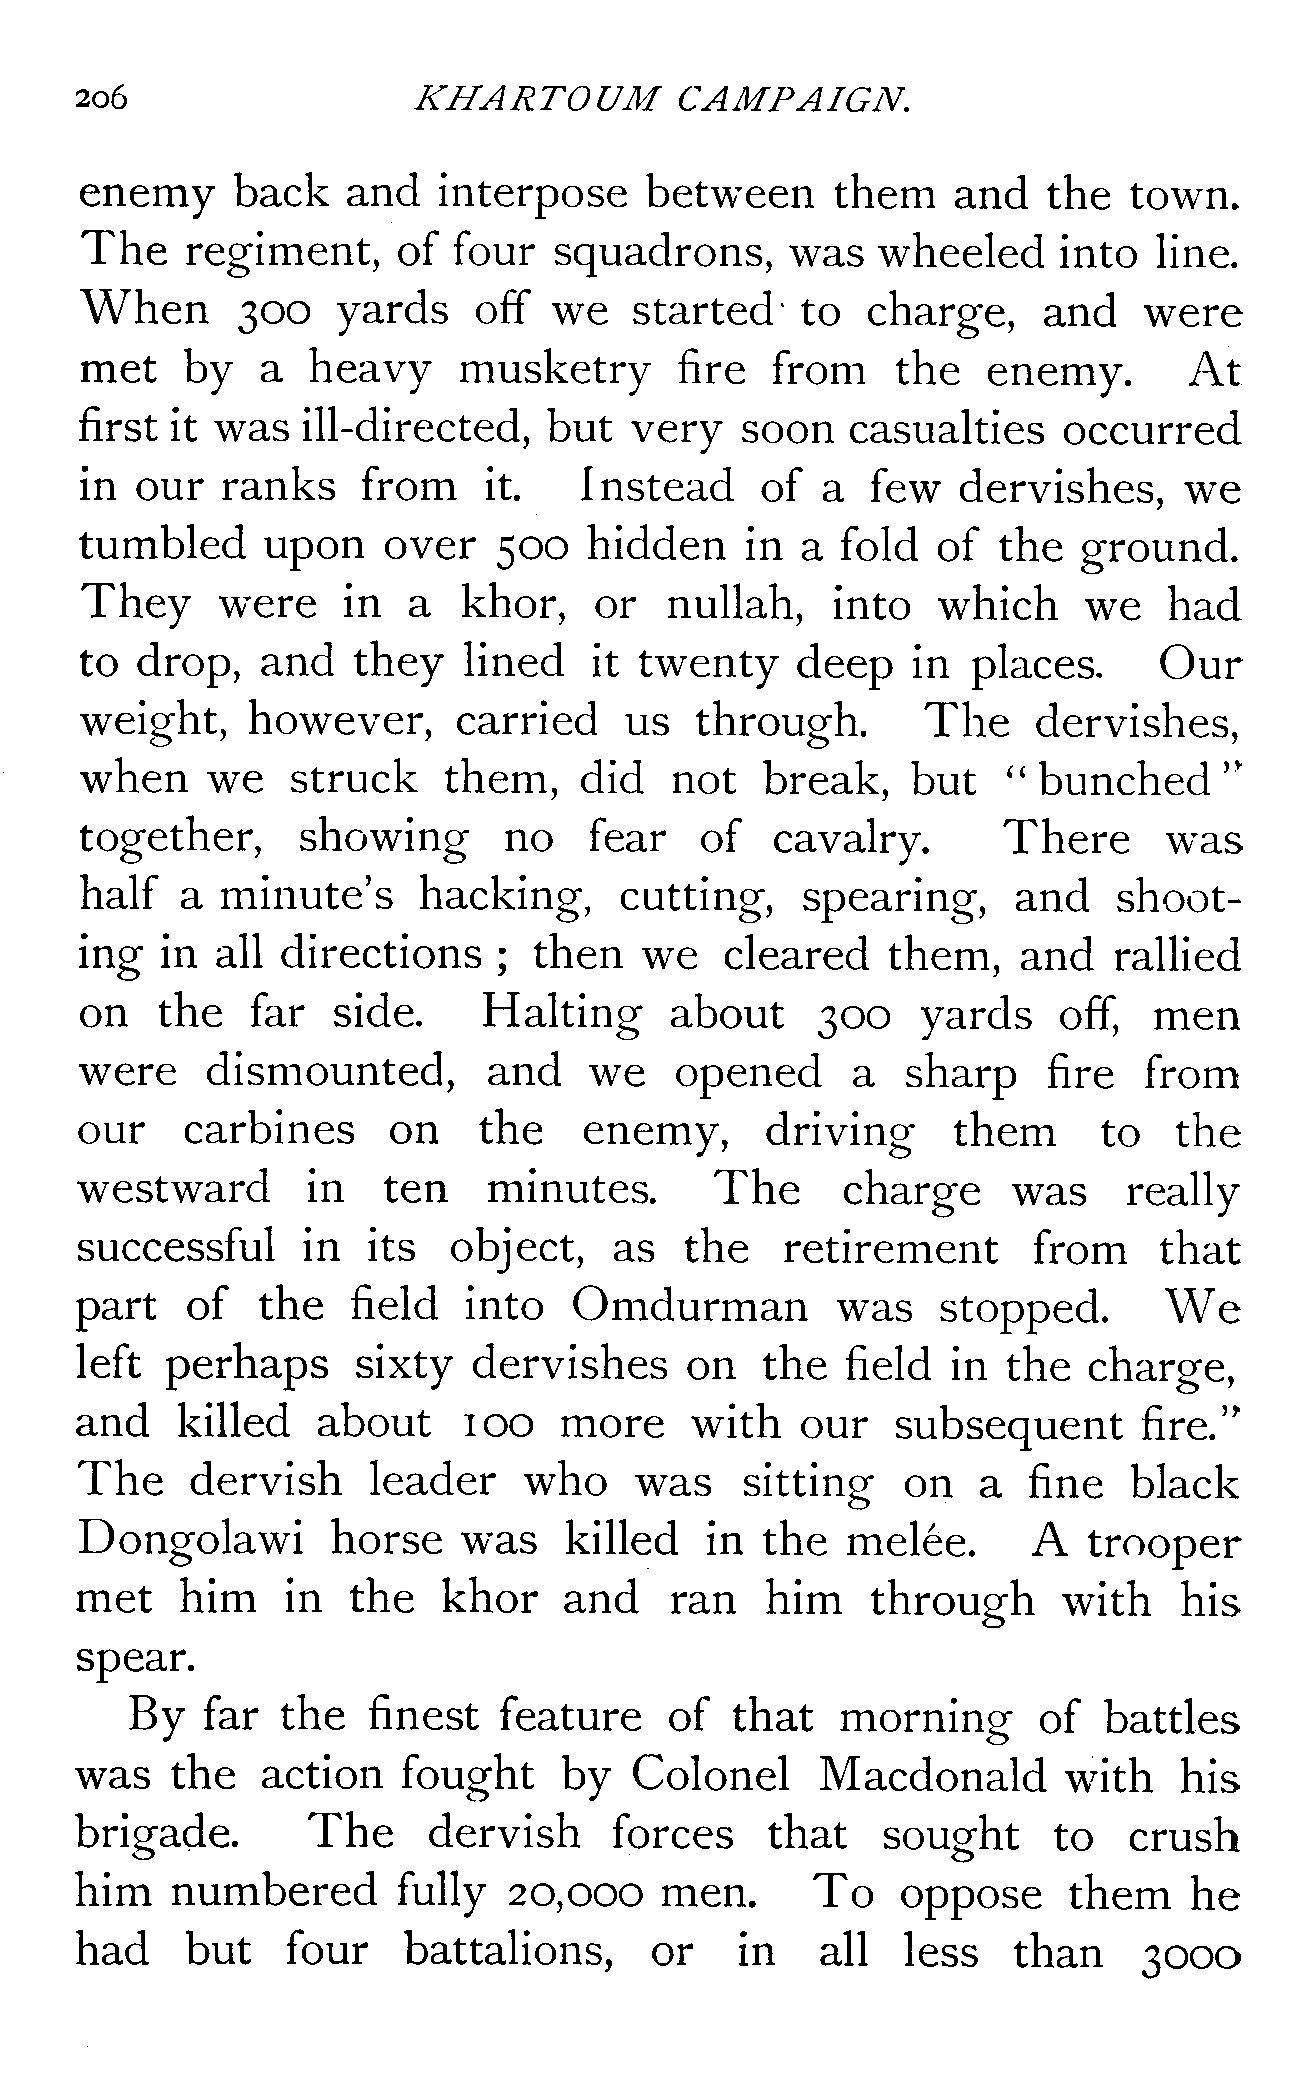 206 KHARTOUM CAMPAIGN.
enemy back and interpose between them and the town.
The regiment, of four squadrons, was wheeled into line.
When 300 yards off we started to charge, and were
met by a heavy musketry fire from the enemy. At
first it was ill-directed, but very soon casualties occurred
in our ranks from it. Instead of a few dervishes, we
tumbled upon over 500 hidden in a fold of the ground.
They were in a khor, or nullah, into which we had
to drop, and they lined it twenty deep in places. Our
weight, however, carried us through. The dervishes,
when we struck them, did not break, but "bunched"
together, showing no fear of cavalry. There was
half a minute's hacking, cutting, spearing, and shoot-
ing in all directions ; then we cleared them, and rallied
on the far side. Halting about 300 yards off, men
were dismounted, and we opened a sharp fire from
our carbines on the enemy, driving them to the
westward in ten minutes. The charge was really
successful in its object, as the retirement from that
part of the field into Omdurman was stopped. We
left perhaps sixty dervishes on the field in the charge,
and killed about 100 more with our subsequent fire."
The dervish leader who was sitting on a fine black
Dongolawi horse was killed in the melée. A trooper
met him in the khor and ran him through with his
spear.
By far the finest feature of that morning of battles
was the action fought by Colonel Macdonald with his
brigade. The dervish forces that sought to crush
him numbered fully 20,000 men. To oppose them he
had but four battalions, or in all less than 3000